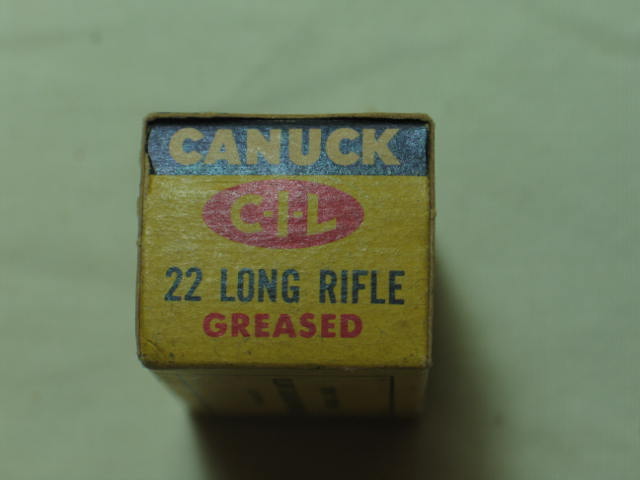 CANUCK
C-I-L
22 LONG RIFLE
GREASED